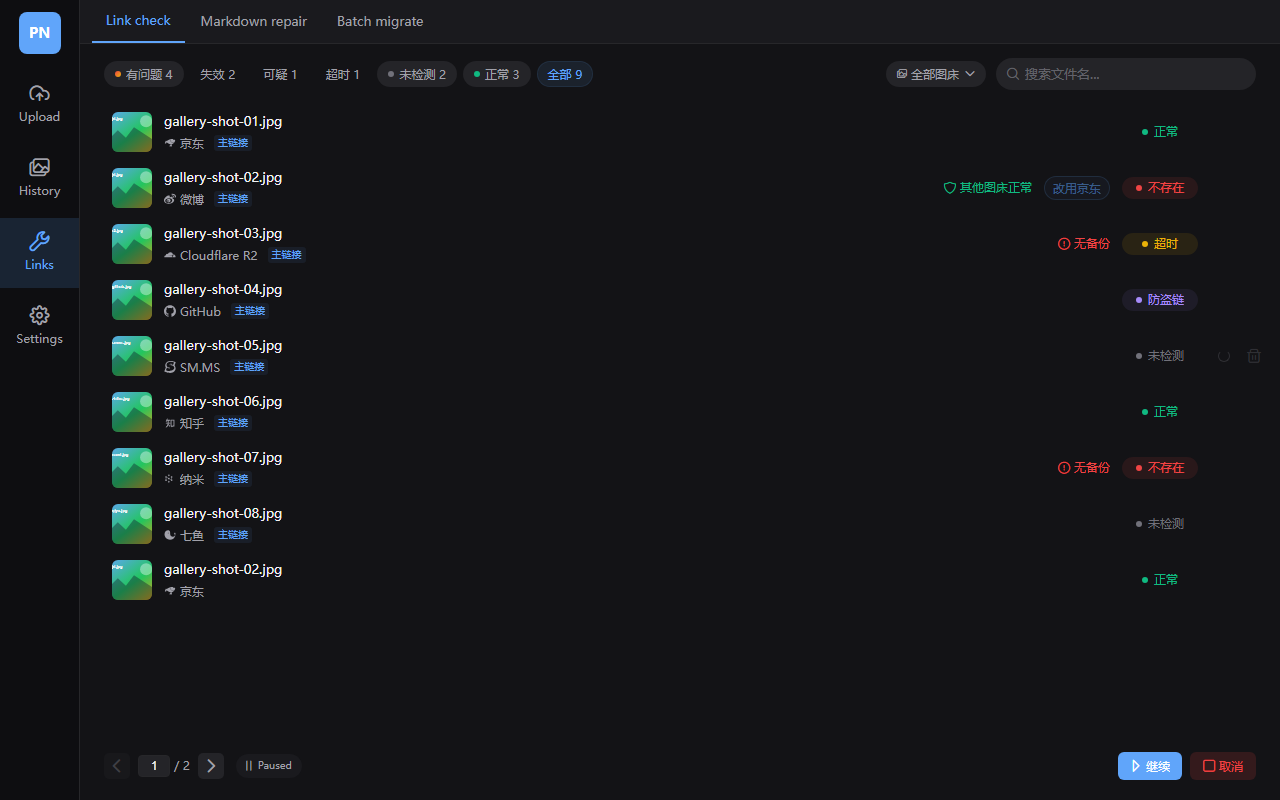 PN
Link check
Markdown repair
Batch migrate
Upload
History
Links
Settings
有问题 4
失效 2
可疑 1
超时 1
未检测 2
正常 3
全部 9
全部图床
搜索文件名...
gallery-shot-01.jpg
京东
主链接
正常
gallery-shot-02.jpg
微博
主链接
其他图床正常
改用京东
不存在
gallery-shot-03.jpg
Cloudflare R2
主链接
无备份
超时
gallery-shot-04.jpg
GitHub
主链接
防盗链
gallery-shot-05.jpg
SM.MS
主链接
未检测
gallery-shot-06.jpg
知 知乎
主链接
正常
gallery-shot-07.jpg
纳米
主链接
无备份
不存在
gallery-shot-08.jpg
七鱼
主链接
未检测
gallery-shot-02.jpg
京东
正常
1 / 2
Paused
继续
取消